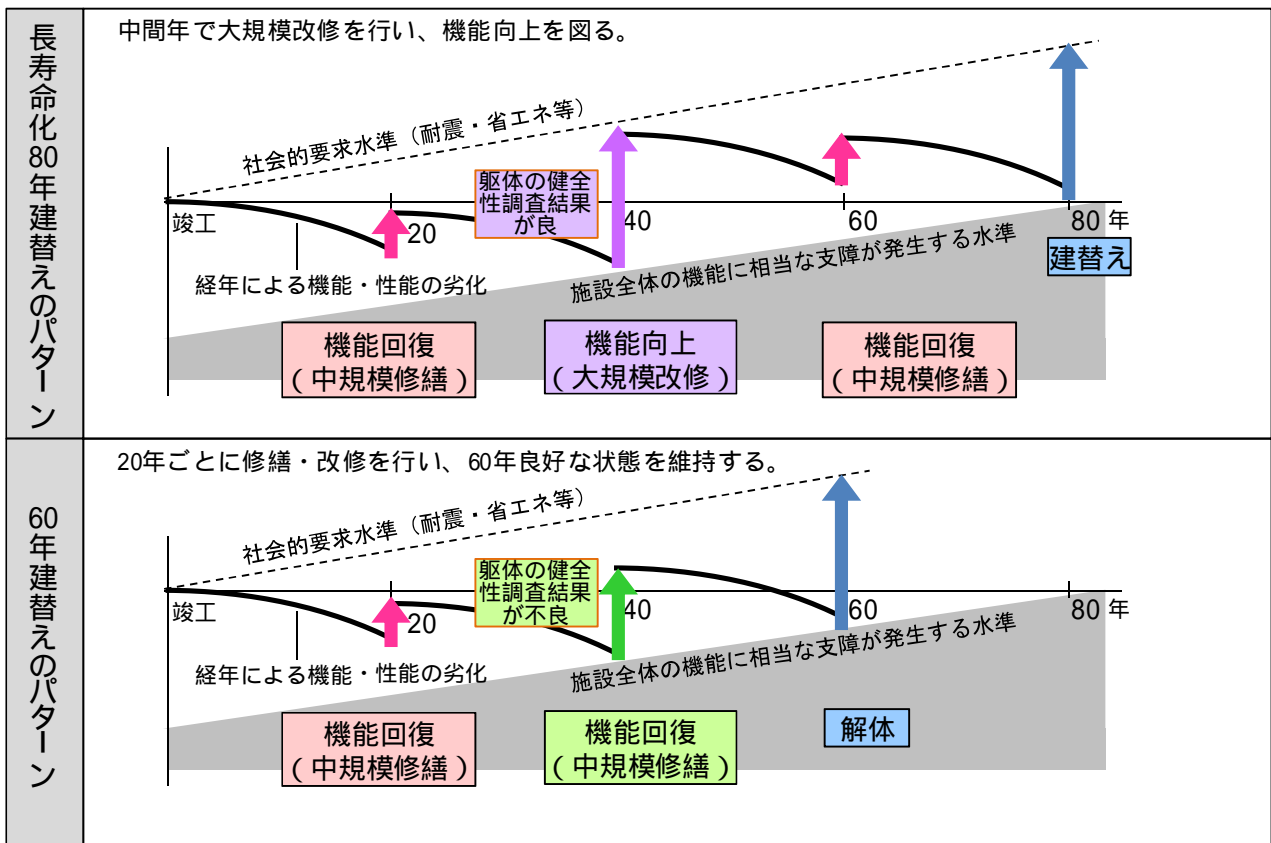 長寿命化80年建替えのパターン
中間年で大規模改修を行い、機能向上を図る。
社会的要求水準（耐震・省エネ等）
躯体の健全
性調査結果
が良
竣工
20
40
60
80 年
経年による機能・性能の劣化
施設全体の機能に相当な支障が発生する水準
建替え
機能回復
（中規模修繕）
機能向上
（大規模改修）
機能回復
（中規模修繕）
60年建替えのパターン
20年ごとに修繕・改修を行い、60年良好な状態を維持する。
社会的要求水準（耐震・省エネ等）
躯体の健全
性調査結果
が不良
竣工
20
40
60
80 年
経年による機能・性能の劣化
施設全体の機能に相当な支障が発生する水準
機能回復
（中規模修繕）
機能回復
（中規模修繕）
解体